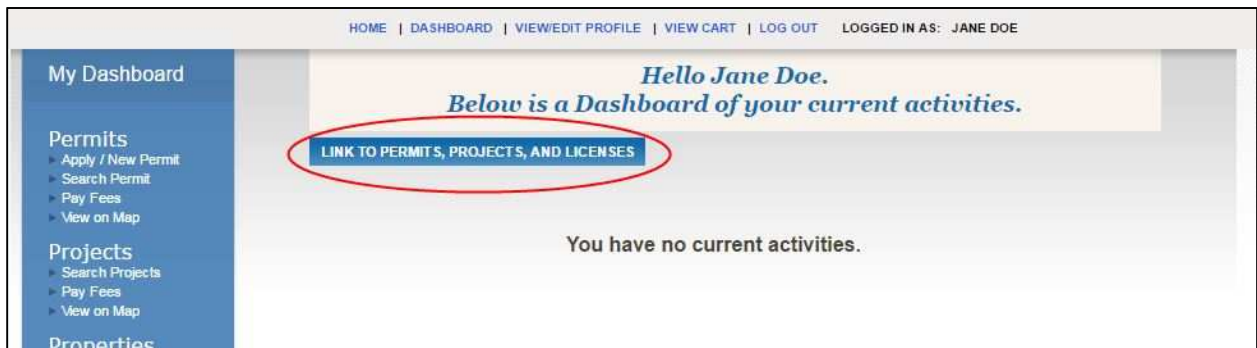 HOME | DASHBOARD | VIEW/EDIT PROFILE | VIEW CART | LOG OUT LOGGED IN AS: JANE DOE
My Dashboard
Permits
Apply / New Permit
Search Permit
Pay Fees
View on Map
Projects
Search Projects
Pay Fees
View on Map
Properties
Hello Jane Doe.
Below is a Dashboard of your current activities.
LINK TO PERMITS, PROJECTS, AND LICENSES
You have no current activities.